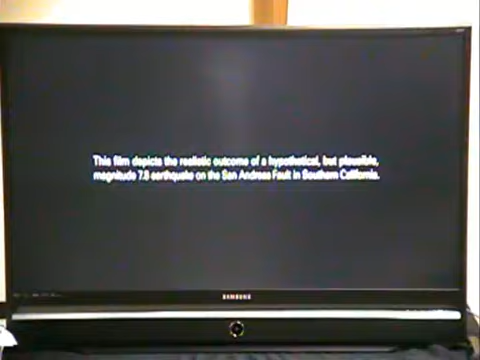 This film depicts the realistic outcome of a hypothetical, but plausible,
magnitude 7.8 earthquake on the San Andreas Fault in Southern California.
SAMSUNG